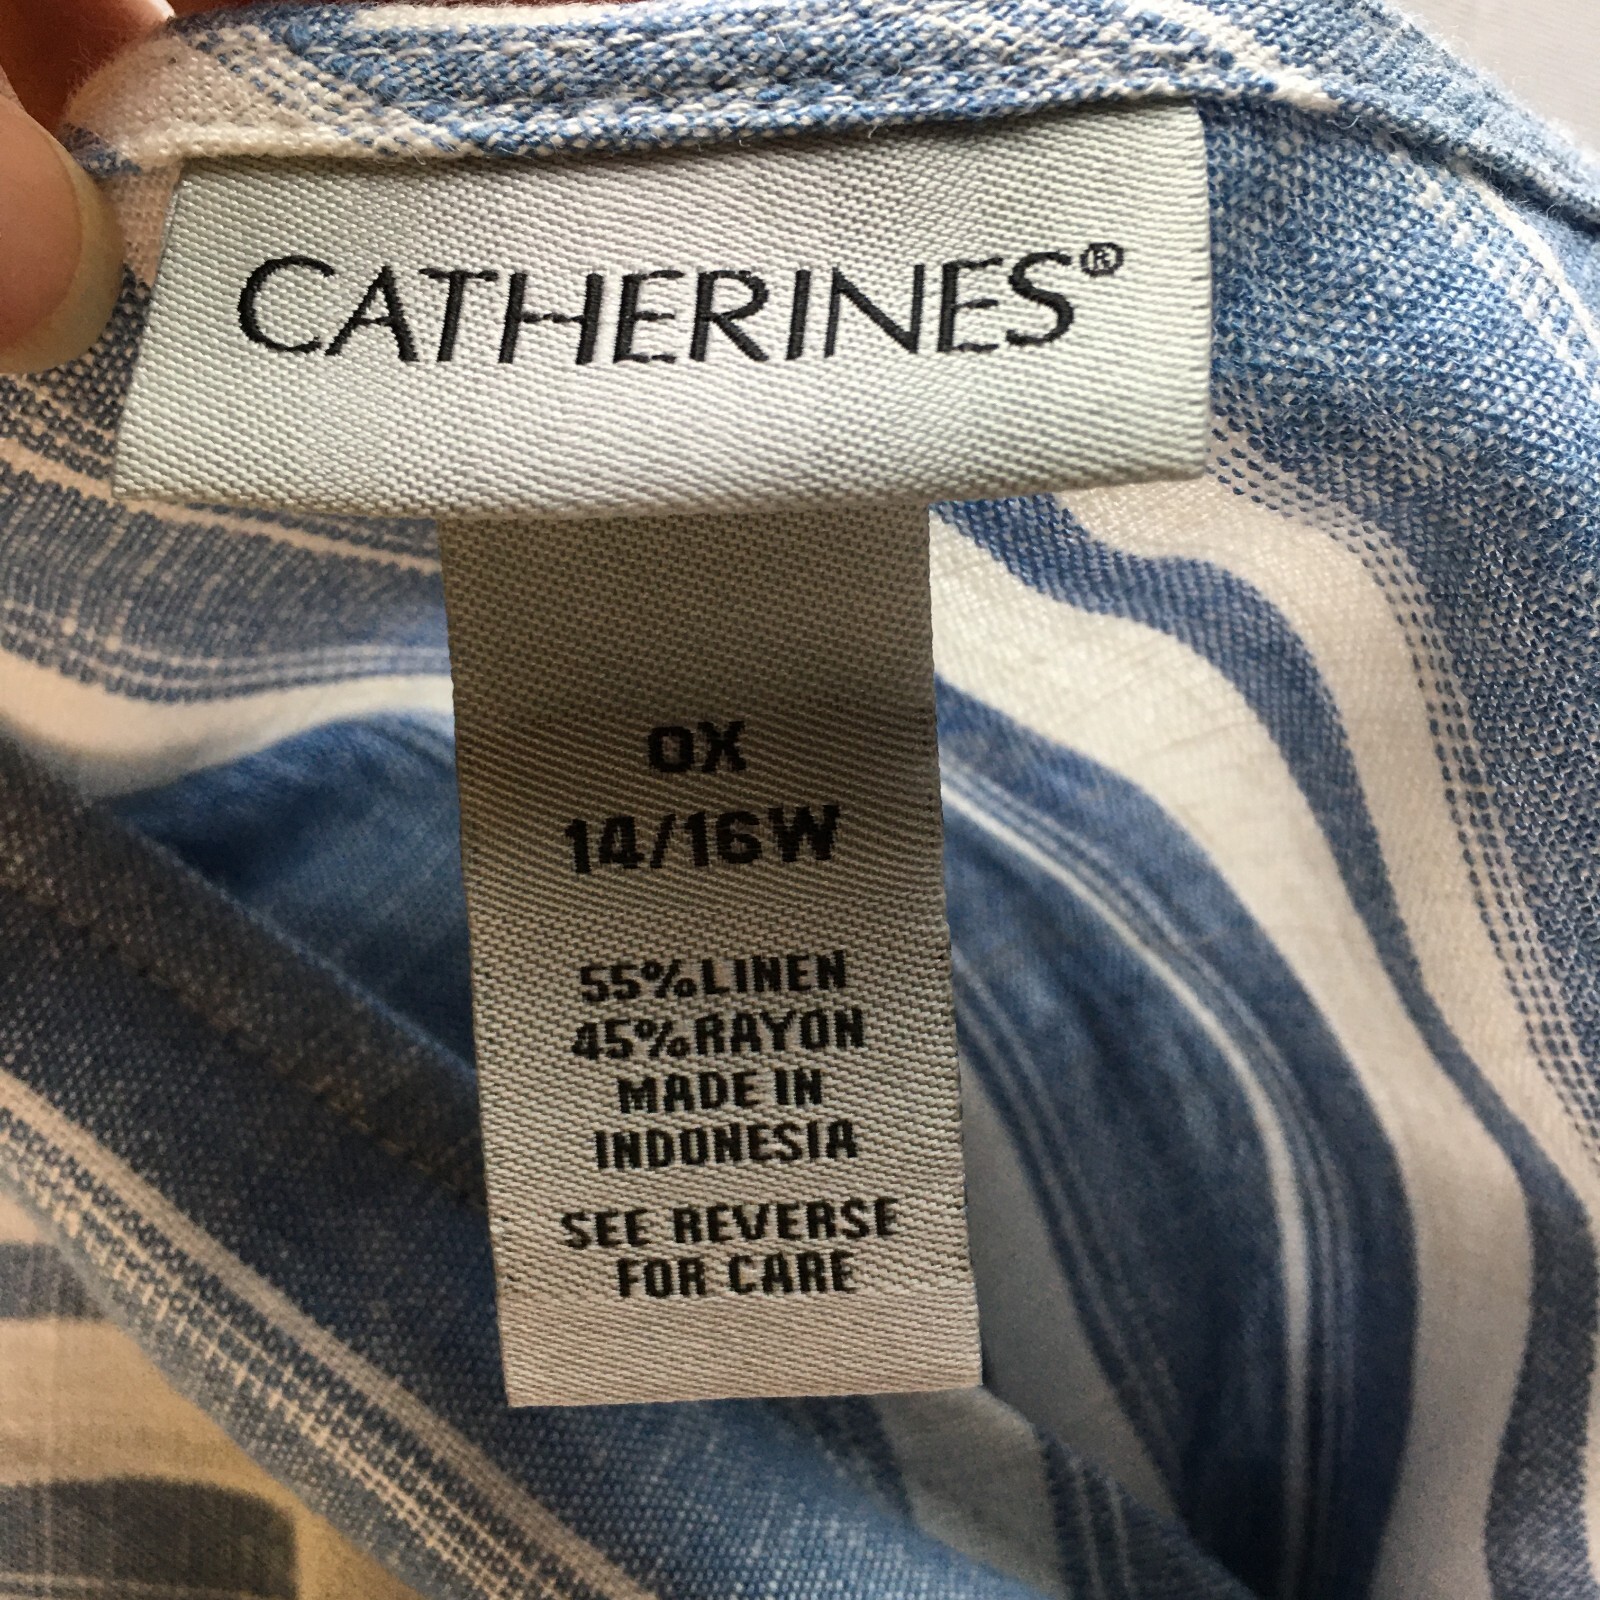 CATHERINES®
0X
14/16W
55%LINEN
45%RAYON
MADE IN
INDONESIA
SEE REVERSE
FOR CARE